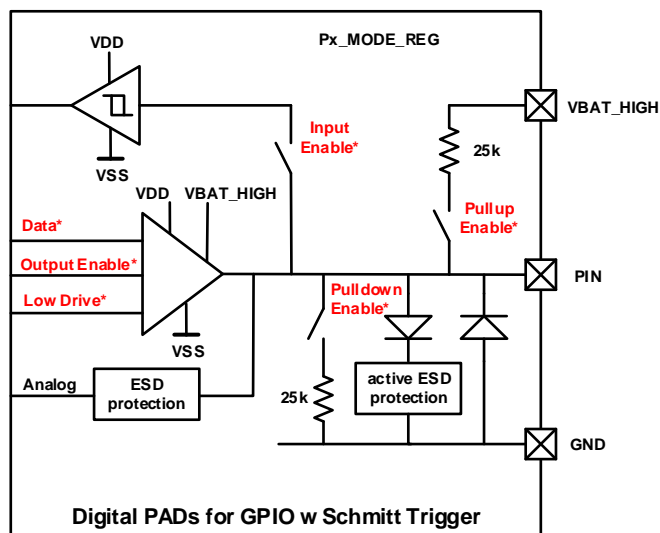 Px_MODE_REG
VDD
VSS
Input
Enable*
VBAT_HIGH
25k
Pullup
Enable*
VDD
VBAT_HIGH
Data*
Output Enable*
Low Drive*
VSS
PIN
Pulldown
Enable*
Analog
ESD
protection
25k
active ESD
protection
GND
Digital PADs for GPIO w Schmitt Trigger